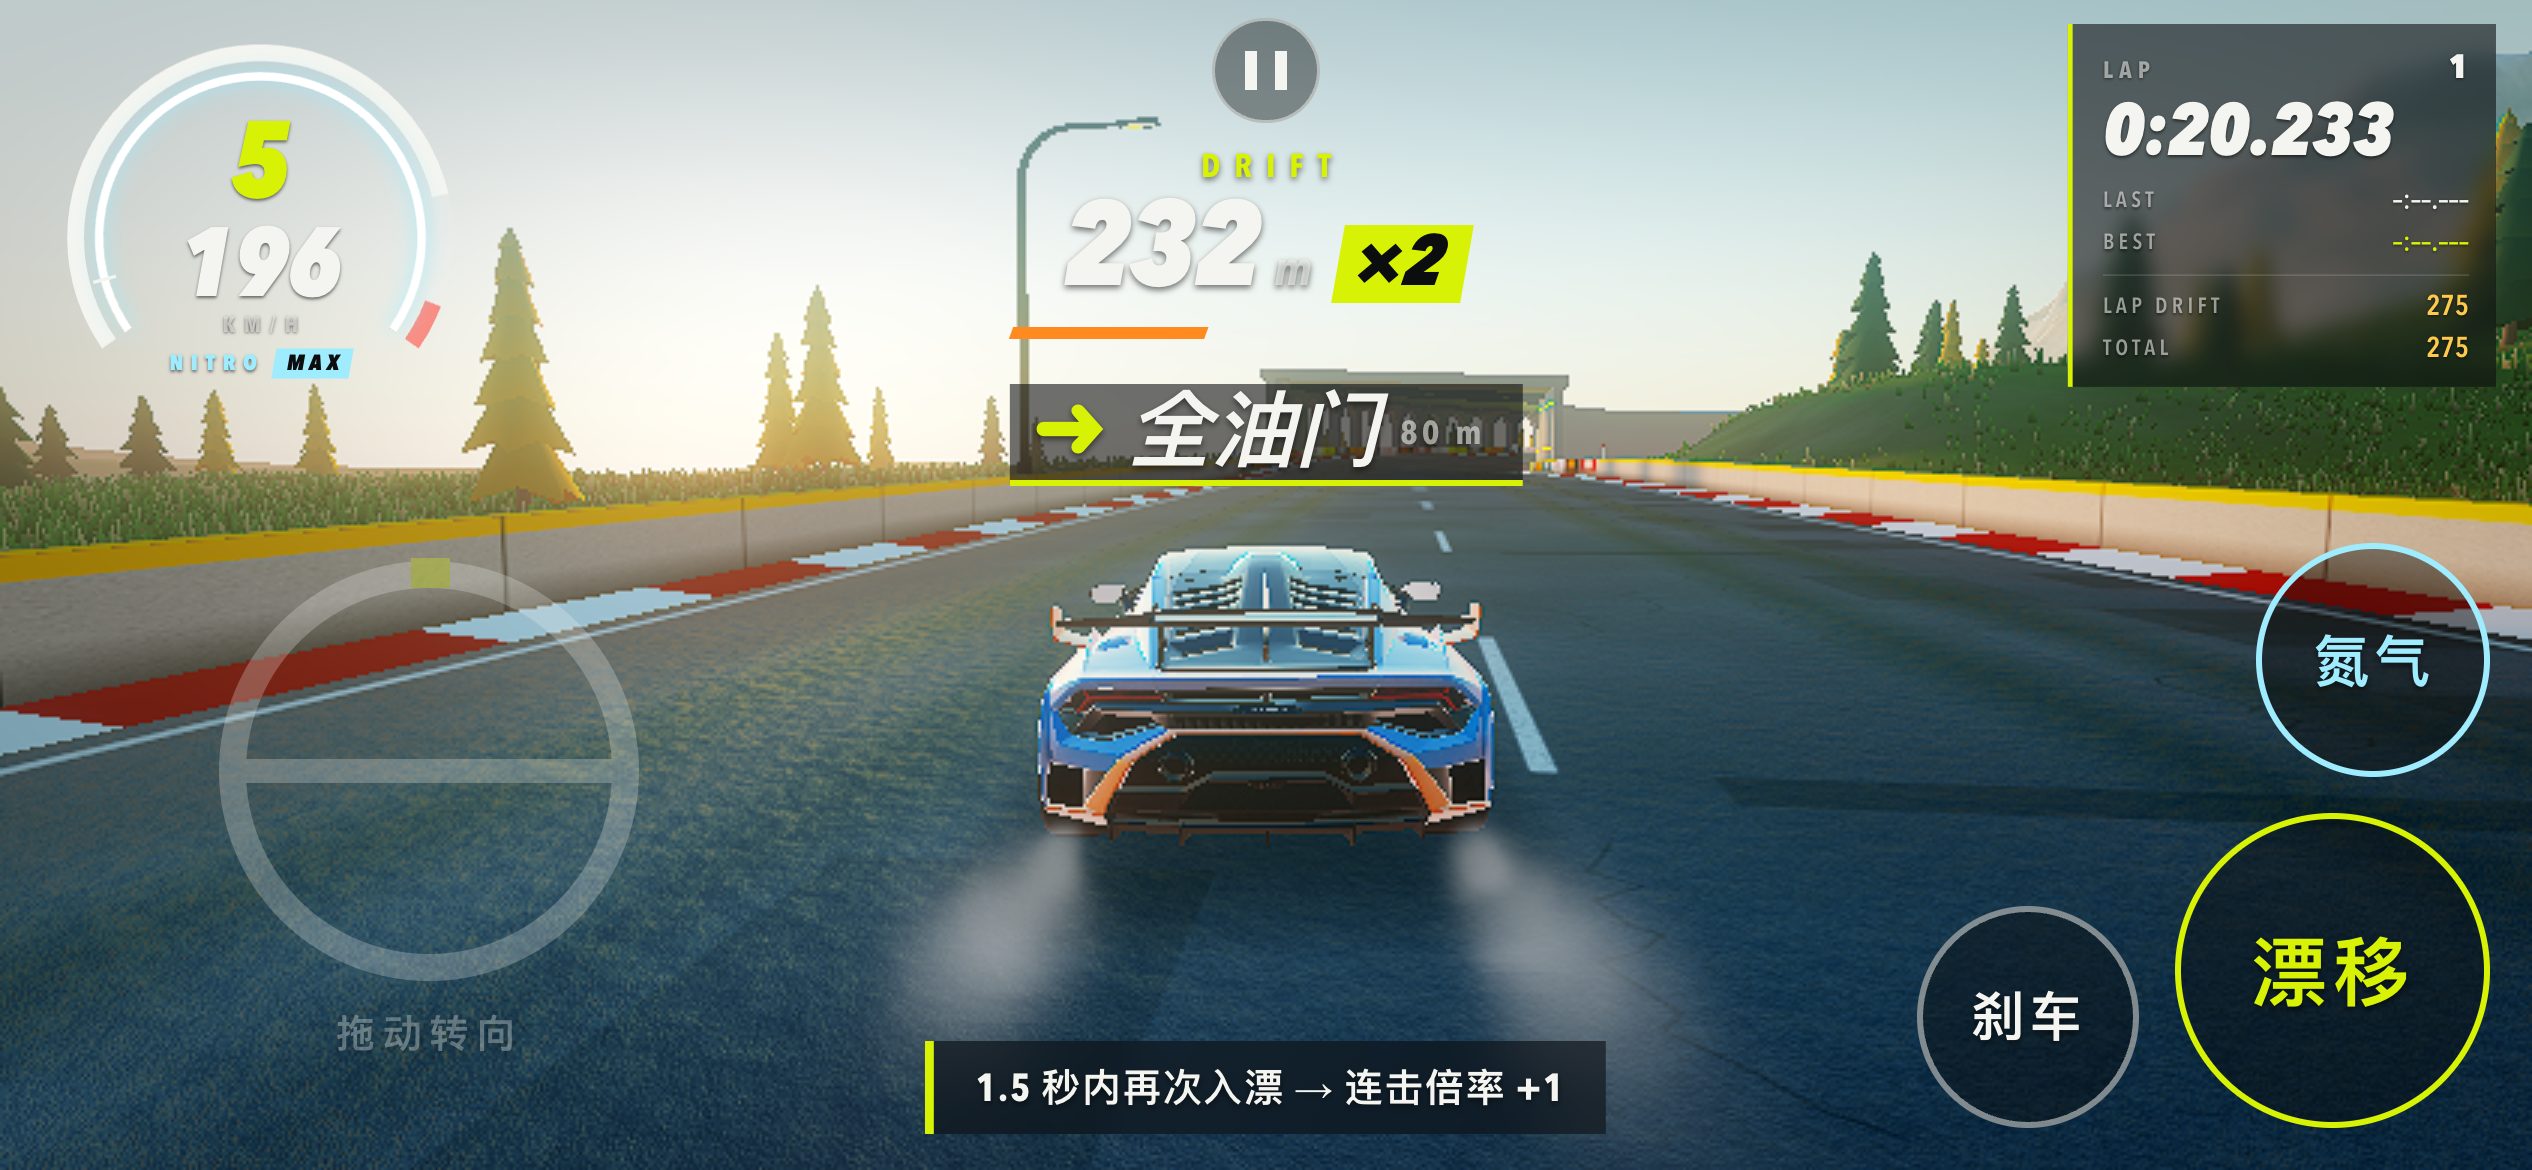 5
196
KM/H
NITRO MAX
DRIFT
232 m ×2
→ 全油门 80 m
LAP 1
0:20.233
LAST -:--.---
BEST -:--.---
LAP DRIFT 275
TOTAL 275
氮气
漂移
刹车
拖动转向
1.5 秒内再次入漂 → 连击倍率 +1